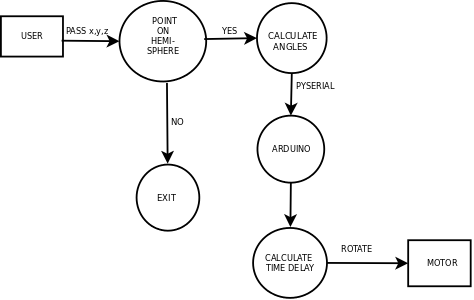 USER
PASS x,y,z
POINT
ON
HEMI-
SPHERE
YES
CALCULATE
ANGLES
PYSERIAL
NO
ARDUINO
EXIT
CALCULATE
TIME DELAY
ROTATE
MOTOR